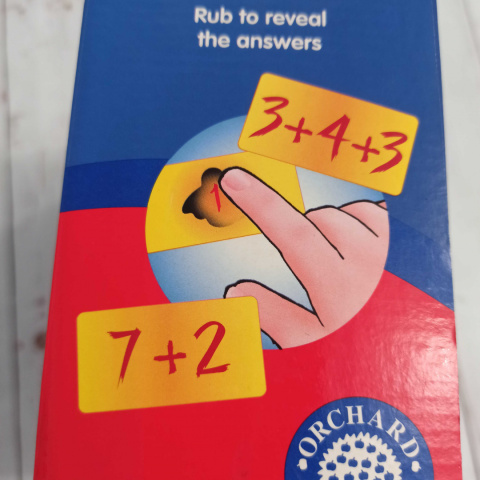 Rub to reveal
the answers
3+4+3
1
7+2
ORCHARD